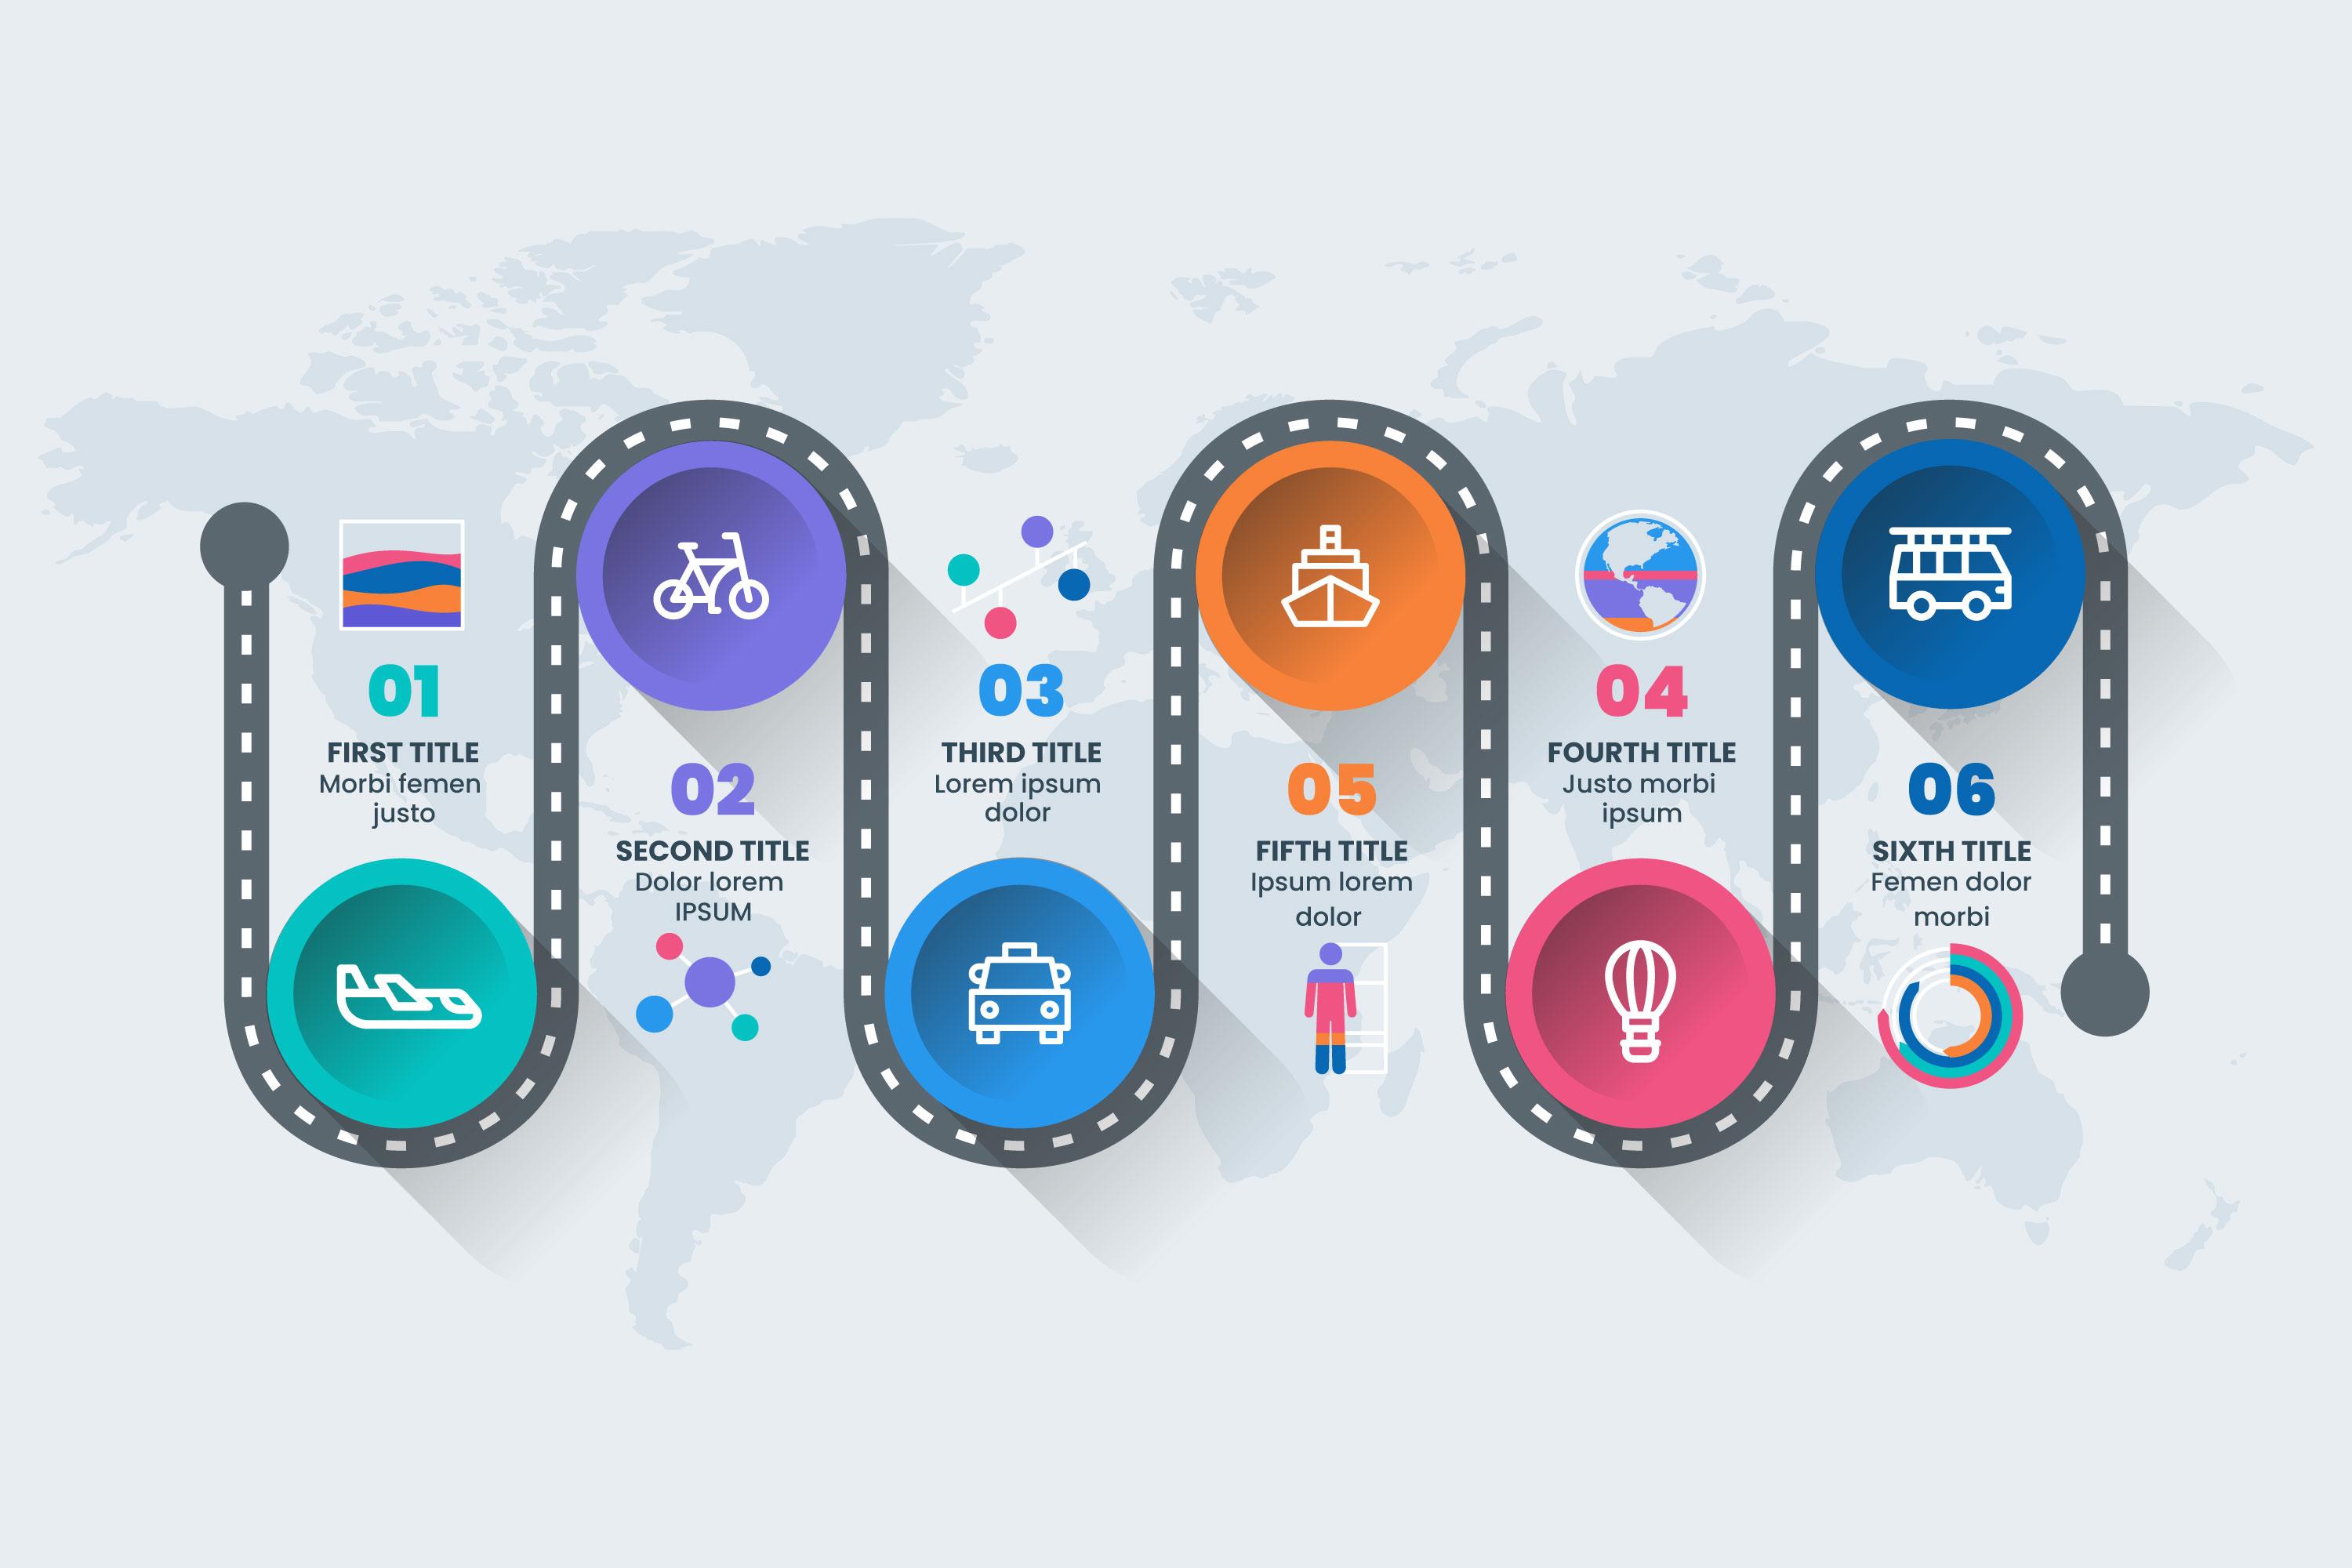 01
FIRST TITLE
Morbi femen
justo
02
SECOND TITLE
Dolor lorem
IPSUM
03
THIRD TITLE
Lorem ipsum
dolor
05
FIFTH TITLE
Ipsum lorem
dolor
04
FOURTH TITLE
Justo morbi
ipsum
06
SIXTH TITLE
Femen dolor
morbi